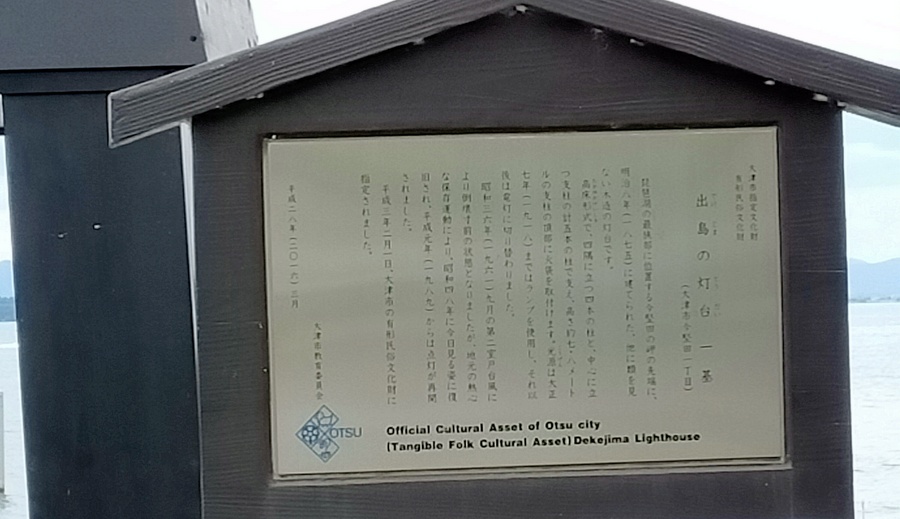 大津市指定文化財
有形民俗文化財
出島の灯台 一基
（大津市今堅田一丁目）
琵琶湖の最狭部に位置する今堅田の岬の先端に、
明治八年（一八七五）に建てられた、世に類を見
ない木造の灯台です。
高床形式で、四隅に立つ四本の柱と、中心に立
つ支柱の計五本の柱で支え、高さ約七・八メート
ルの支柱の頂部に火袋を取付けます。光源は大正
七年（一九一八）まではランプを使用し、それ以
後は電灯に切り替わりました。
昭和三六年（一九六一）九月の第二室戸台風に
より倒壊寸前の状態となりましたが、地元の熱心
な保存運動により、昭和四八年に今日見る姿に復
旧され、平成元年（一九八九）からは点灯が再開
されました。
平成三年二月一日、大津市の有形民俗文化財に
指定されました。
平成二八年（二〇一六）三月
大津市教育委員会
OTSU
Official Cultural Asset of Otsu city
(Tangible Folk Cultural Asset) Dekejima Lighthouse